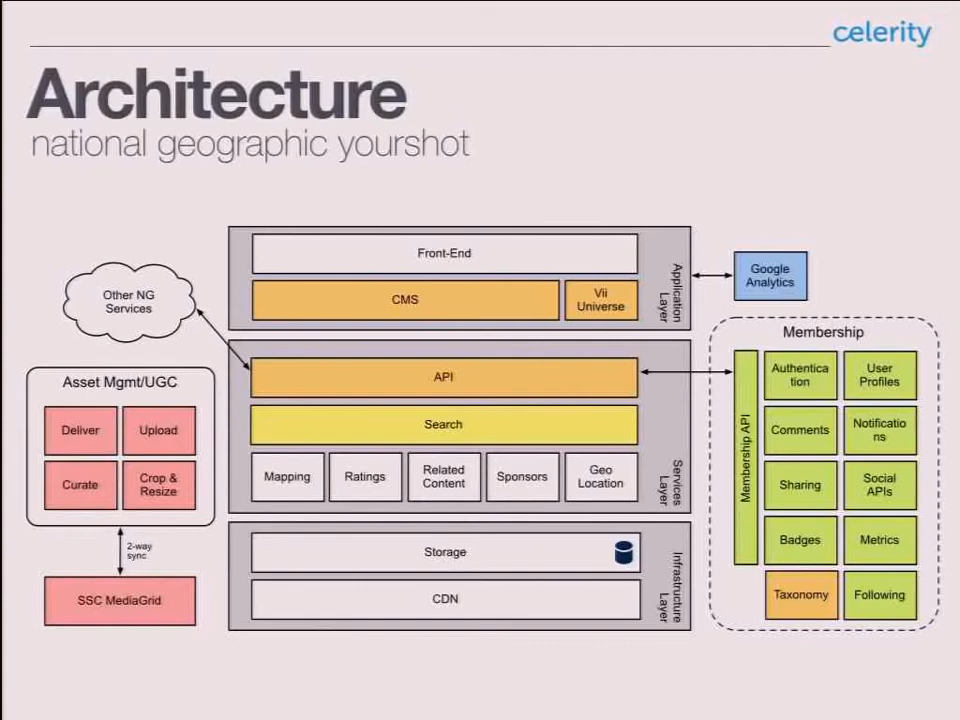 celerity
Architecture
national geographic yourshot
Front-End
CMS
Vii
Universe
Application
Layer
Google
Analytics
Other NG
Services
API
Search
Mapping
Ratings
Related
Content
Sponsors
Geo
Location
Services
Layer
Asset Mgmt/UGC
Deliver
Upload
Curate
Crop &
Resize
2-way
sync
SSC MediaGrid
Storage
CDN
Infrastructure
Layer
Membership
Membership API
Authentica
tion
User
Profiles
Comments
Notificatio
ns
Sharing
Social
APIs
Badges
Metrics
Taxonomy
Following